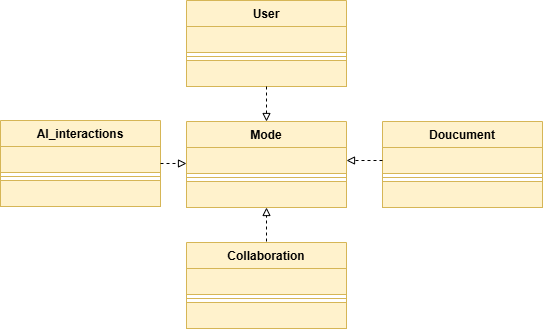 User
AI_interactions
Mode
Doucument
Collaboration